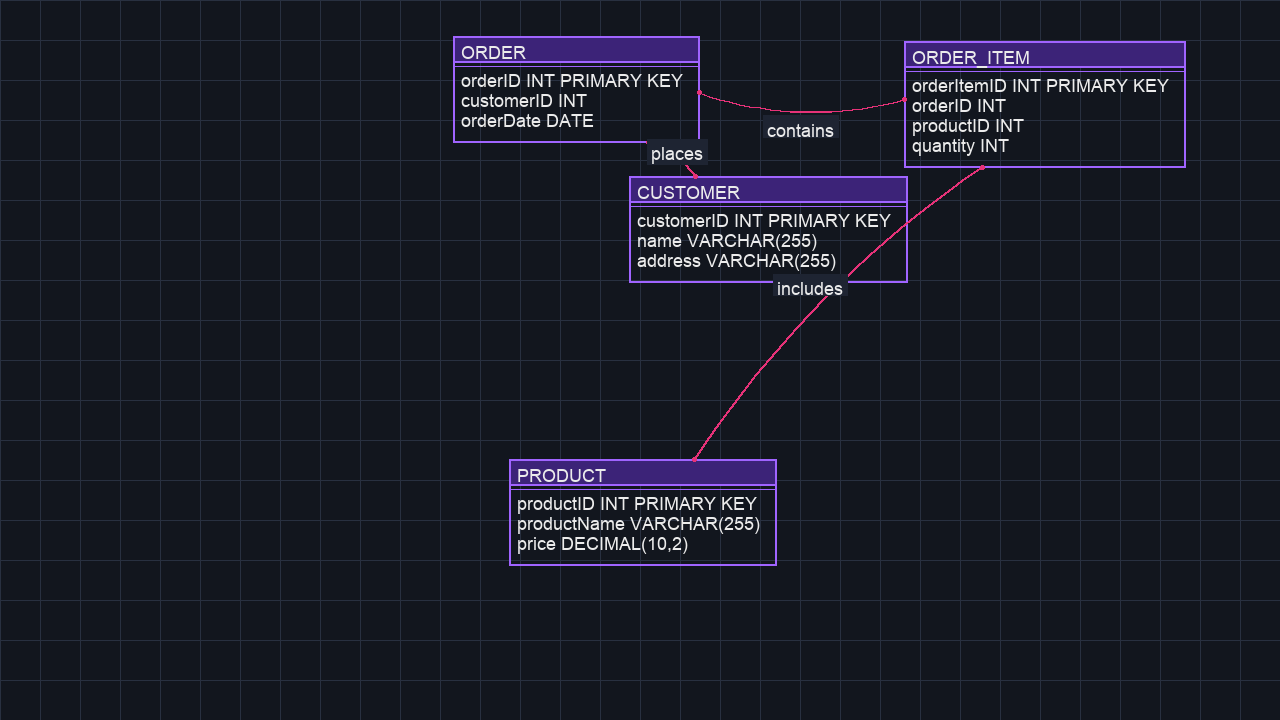 ORDER
orderID INT PRIMARY KEY
customerID INT
orderDate DATE
ORDER_ITEM
orderItemID INT PRIMARY KEY
orderID INT
productID INT
quantity INT
contains
places
CUSTOMER
customerID INT PRIMARY KEY
name VARCHAR(255)
address VARCHAR(255)
includes
PRODUCT
productID INT PRIMARY KEY
productName VARCHAR(255)
price DECIMAL(10,2)